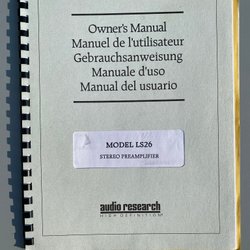 Owner's Manual
Manuel de l'utilisateur
Gebrauchsanweisung
Manuale d'uso
Manual del usuario
MODEL LS26
STEREO PREAMPLIFIER
audio research
HIGH DEFINITION